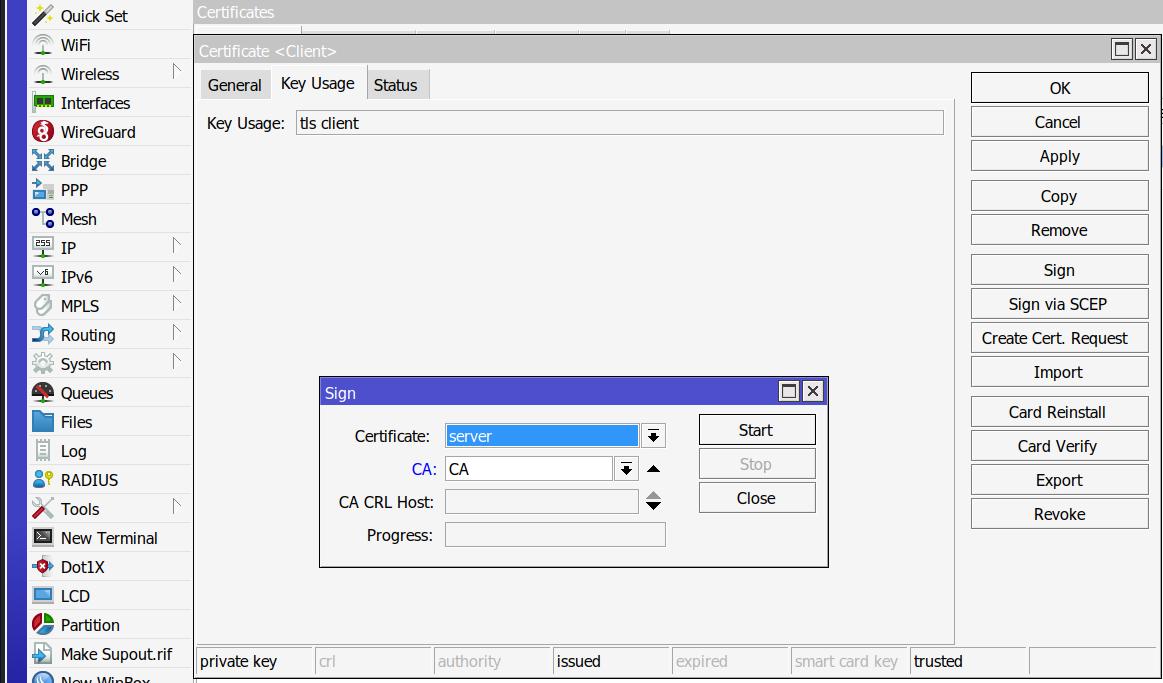 Quick Set
WiFi
Wireless
Interfaces
WireGuard
Bridge
PPP
Mesh
255
IP
v6
IPv6
MPLS
Routing
System
Queues
Files
Log
RADIUS
Tools
New Terminal
Dot1X
LCD
Partition
Make Supout.rif
New WinBox
Certificates
Certificate <Client>
General
Key Usage
Status
Key Usage: tls client
OK
Cancel
Apply
Copy
Remove
Sign
Sign via SCEP
Create Cert. Request
Import
Card Reinstall
Card Verify
Export
Revoke
Sign
Certificate: server
CA: CA
CA CRL Host:
Progress:
Start
Stop
Close
private key
crl
authority
issued
expired
smart card key
trusted